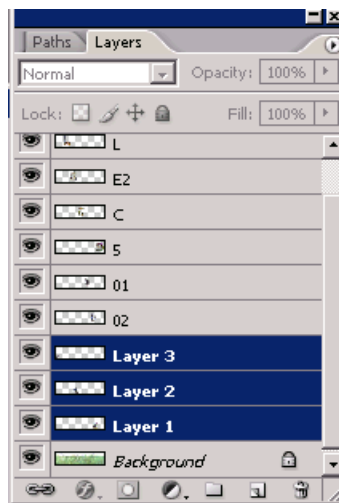 Paths Layers
Normal Opacity: 100%
Lock: Fill: 100%
L
E2
C
5
01
02
Layer 3
Layer 2
Layer 1
Background